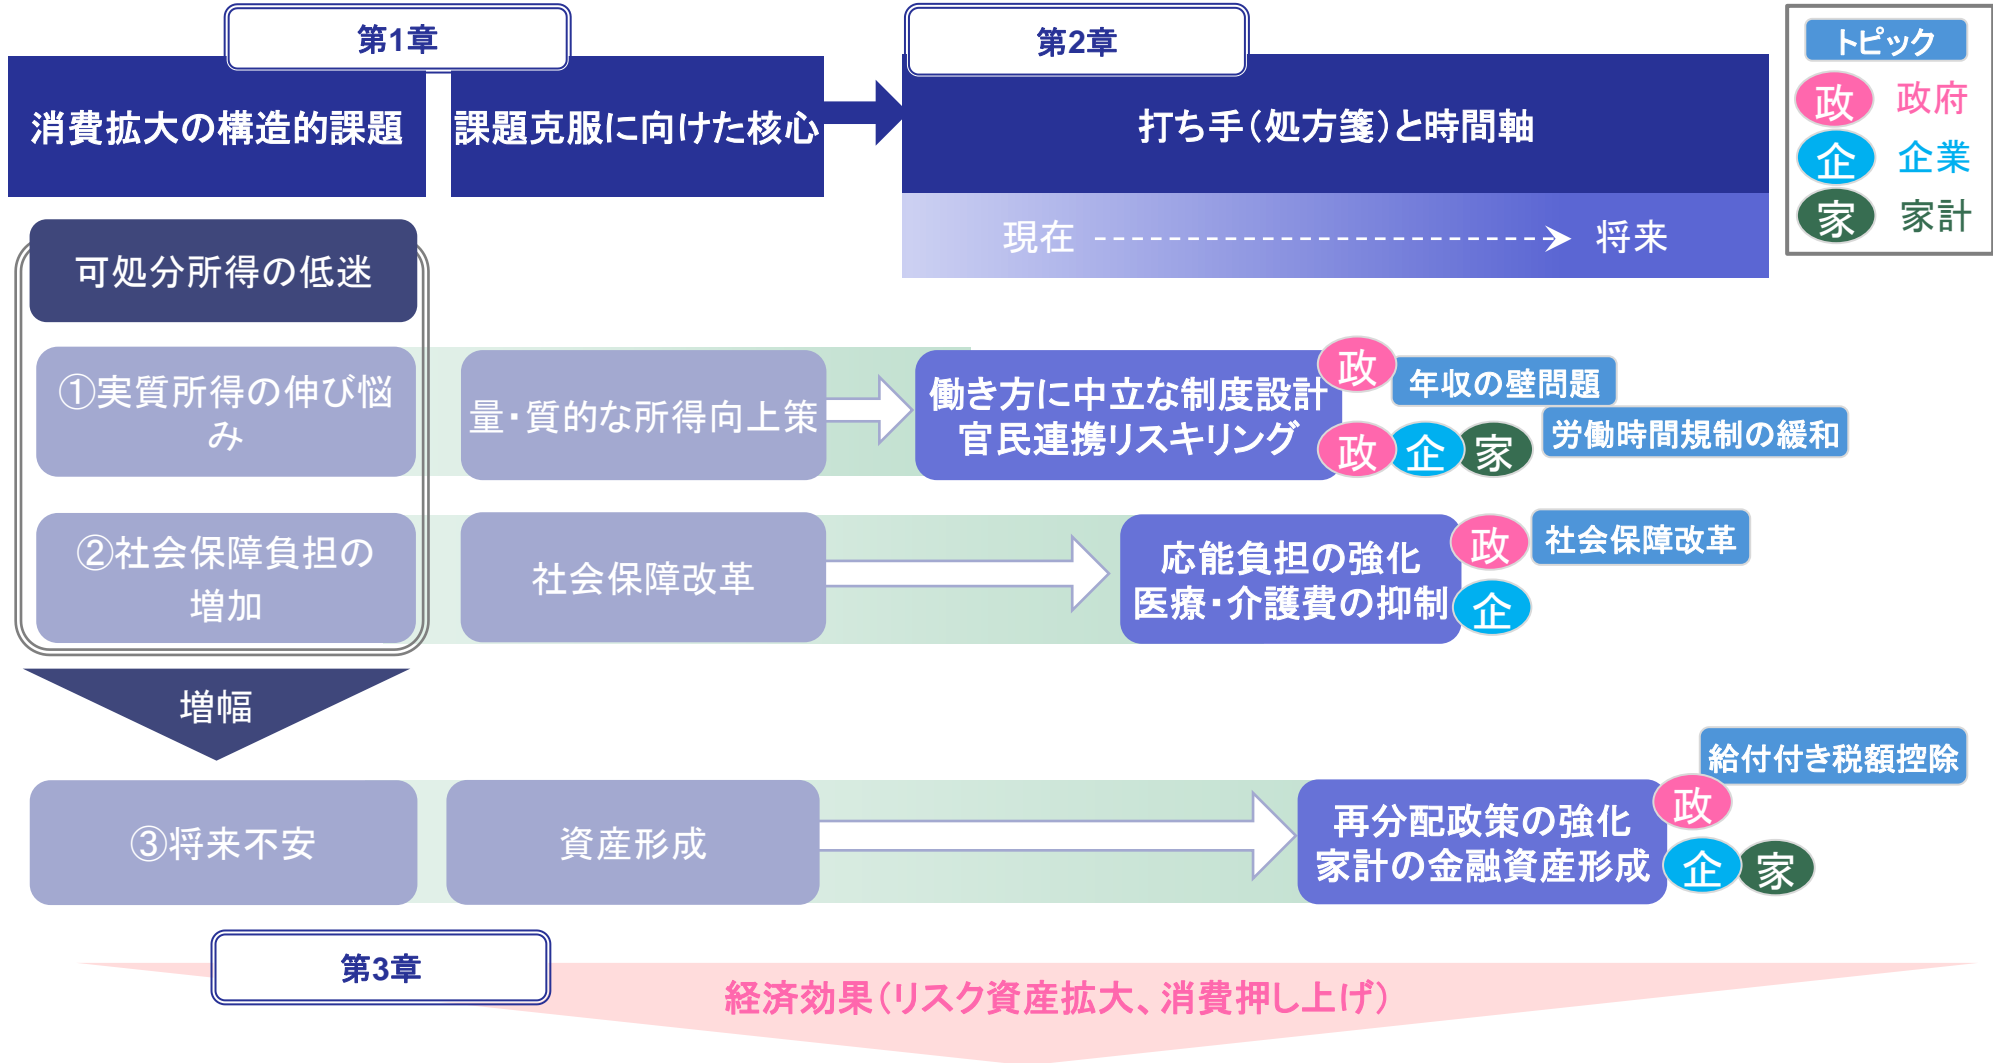 第1章
第2章
トピック
消費拡大の構造的課題
課題克服に向けた核心
打ち手（処方箋）と時間軸
政 政府
企 企業
家 家計
現在
将来
可処分所得の低迷
①実質所得の伸び悩
み
量・質的な所得向上策
働き方に中立な制度設計
官民連携リスキリング
政
年収の壁問題
労働時間規制の緩和
政 企 家
②社会保障負担の
増加
社会保障改革
応能負担の強化
医療・介護費の抑制
政
社会保障改革
企
増幅
③将来不安
資産形成
再分配政策の強化
家計の金融資産形成
給付付き税額控除
政
企 家
第3章
経済効果（リスク資産拡大、消費押し上げ）